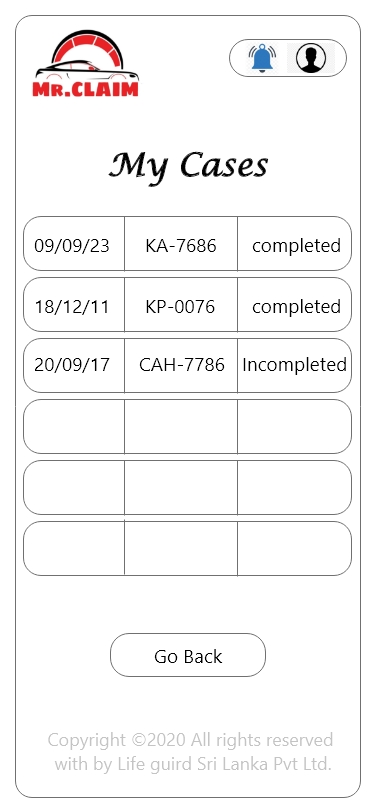 MR.CLAIM
My Cases
09/09/23 KA-7686 completed
18/12/11 KP-0076 completed
20/09/17 CAH-7786 Incompleted
Go Back
Copyright ©2020 All rights reserved
with by Life guird Sri Lanka Pvt Ltd.